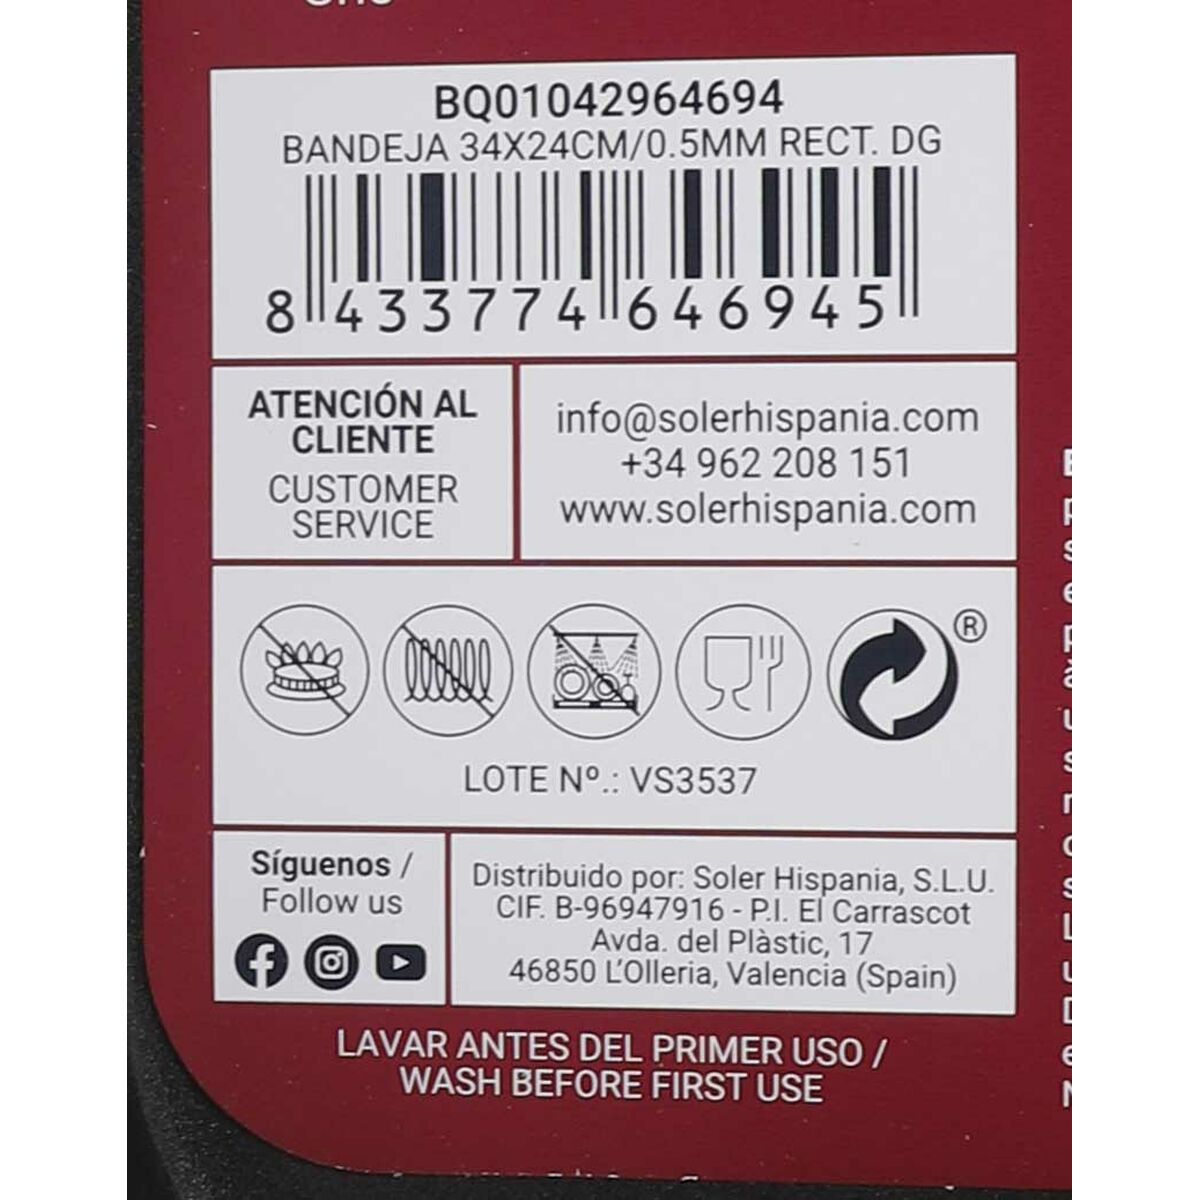 BQ01042964694
BANDEJA 34X24CM/0.5MM RECT. DG
8 433774 646945
ATENCIÓN AL
CLIENTE
CUSTOMER
SERVICE
info@solerhispania.com
+34 962 208 151
www.solerhispania.com
®
LOTE Nº.: VS3537
Síguenos /
Follow us
Distribuido por: Soler Hispania, S.L.U.
CIF. B-96947916 - P.I. El Carrascot
Avda. del Plàstic, 17
46850 L'Olleria, Valencia (Spain)
LAVAR ANTES DEL PRIMER USO /
WASH BEFORE FIRST USE